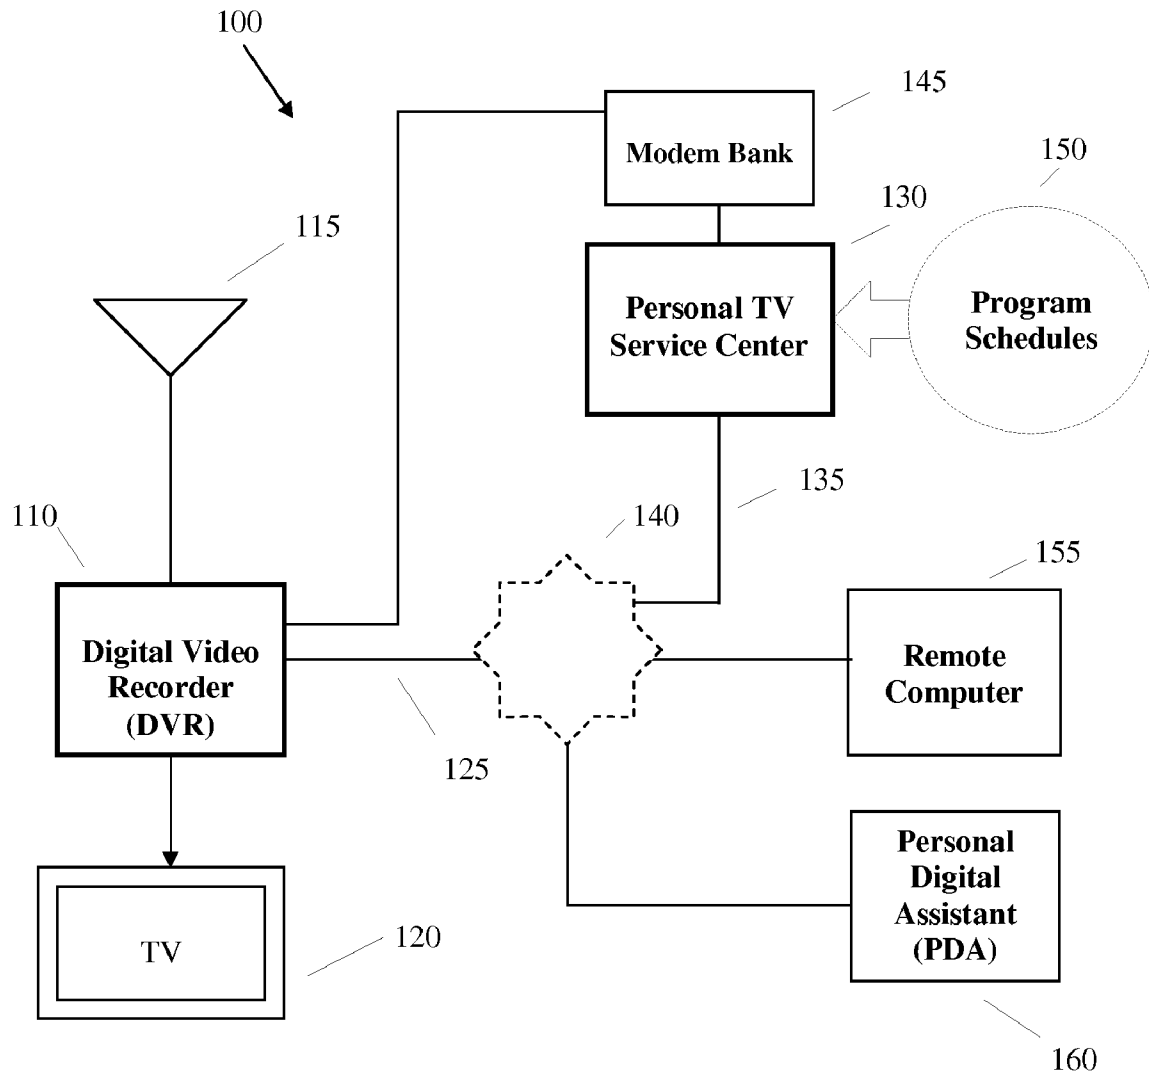 100
145
Modem Bank
150
130
115
Program
Schedules
Personal TV
Service Center
135
110
140
155
Digital Video
Recorder
(DVR)
Remote
Computer
125
Personal
Digital
Assistant
(PDA)
TV
120
160